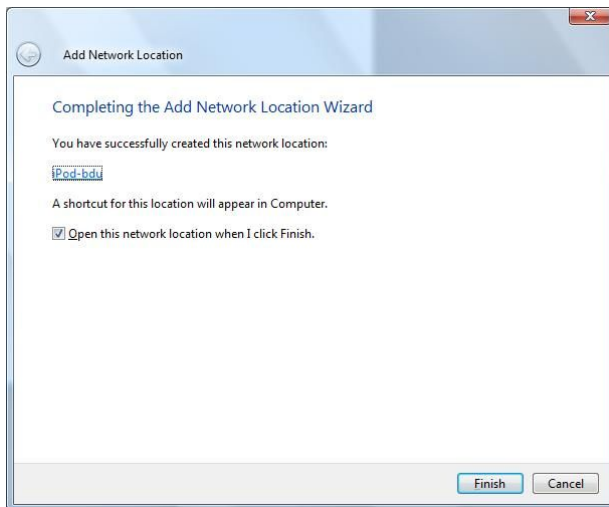 Add Network Location
Completing the Add Network Location Wizard
You have successfully created this network location:
iPod-bdu
A shortcut for this location will appear in Computer.
Open this network location when I click Finish.
Finish Cancel